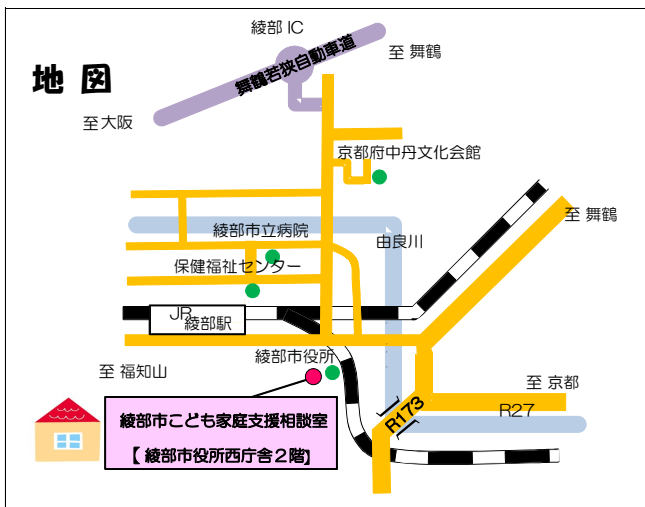 綾部 IC
至 舞鶴
地 図
舞鶴若狭自動車道
至 大阪
京都府中丹文化会館
至 舞鶴
綾部市立病院
由良川
保健福祉センター
JR
綾部駅
綾部市役所
至 福知山
至 京都
R173
R27
綾部市こども家庭支援相談室
【 綾部市役所西庁舎２階】